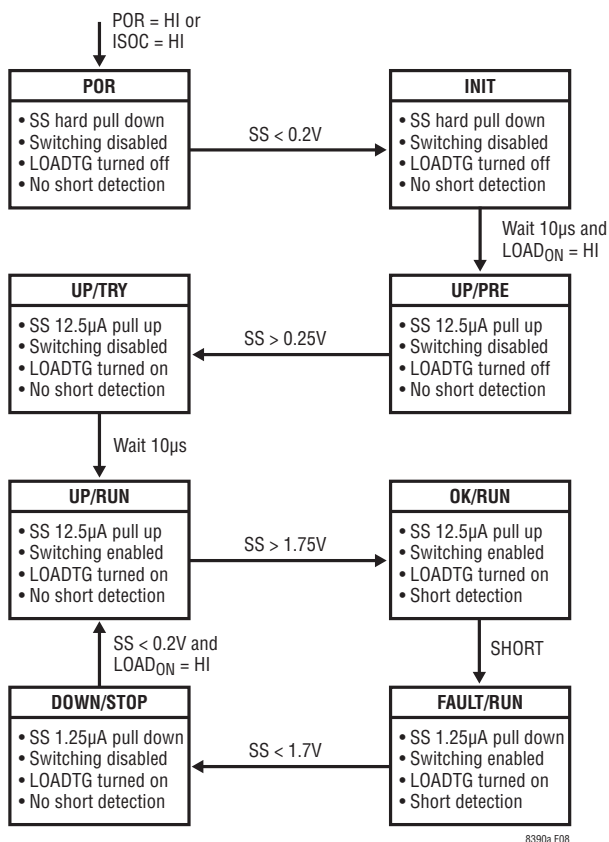 POR = HI or
ISOC = HI
POR
• SS hard pull down
• Switching disabled
• LOADTG turned off
• No short detection
SS < 0.2V
INIT
• SS hard pull down
• Switching disabled
• LOADTG turned off
• No short detection
Wait 10µs and
LOADON = HI
UP/PRE
• SS 12.5µA pull up
• Switching disabled
• LOADTG turned off
• No short detection
SS > 0.25V
UP/TRY
• SS 12.5µA pull up
• Switching disabled
• LOADTG turned on
• No short detection
Wait 10µs
UP/RUN
• SS 12.5µA pull up
• Switching enabled
• LOADTG turned on
• No short detection
SS > 1.75V
OK/RUN
• SS 12.5µA pull up
• Switching enabled
• LOADTG turned on
• Short detection
SHORT
FAULT/RUN
• SS 1.25µA pull down
• Switching enabled
• LOADTG turned on
• Short detection
SS < 1.7V
DOWN/STOP
• SS 1.25µA pull down
• Switching disabled
• LOADTG turned on
• No short detection
SS < 0.2V and
LOADON = HI
8390a F08